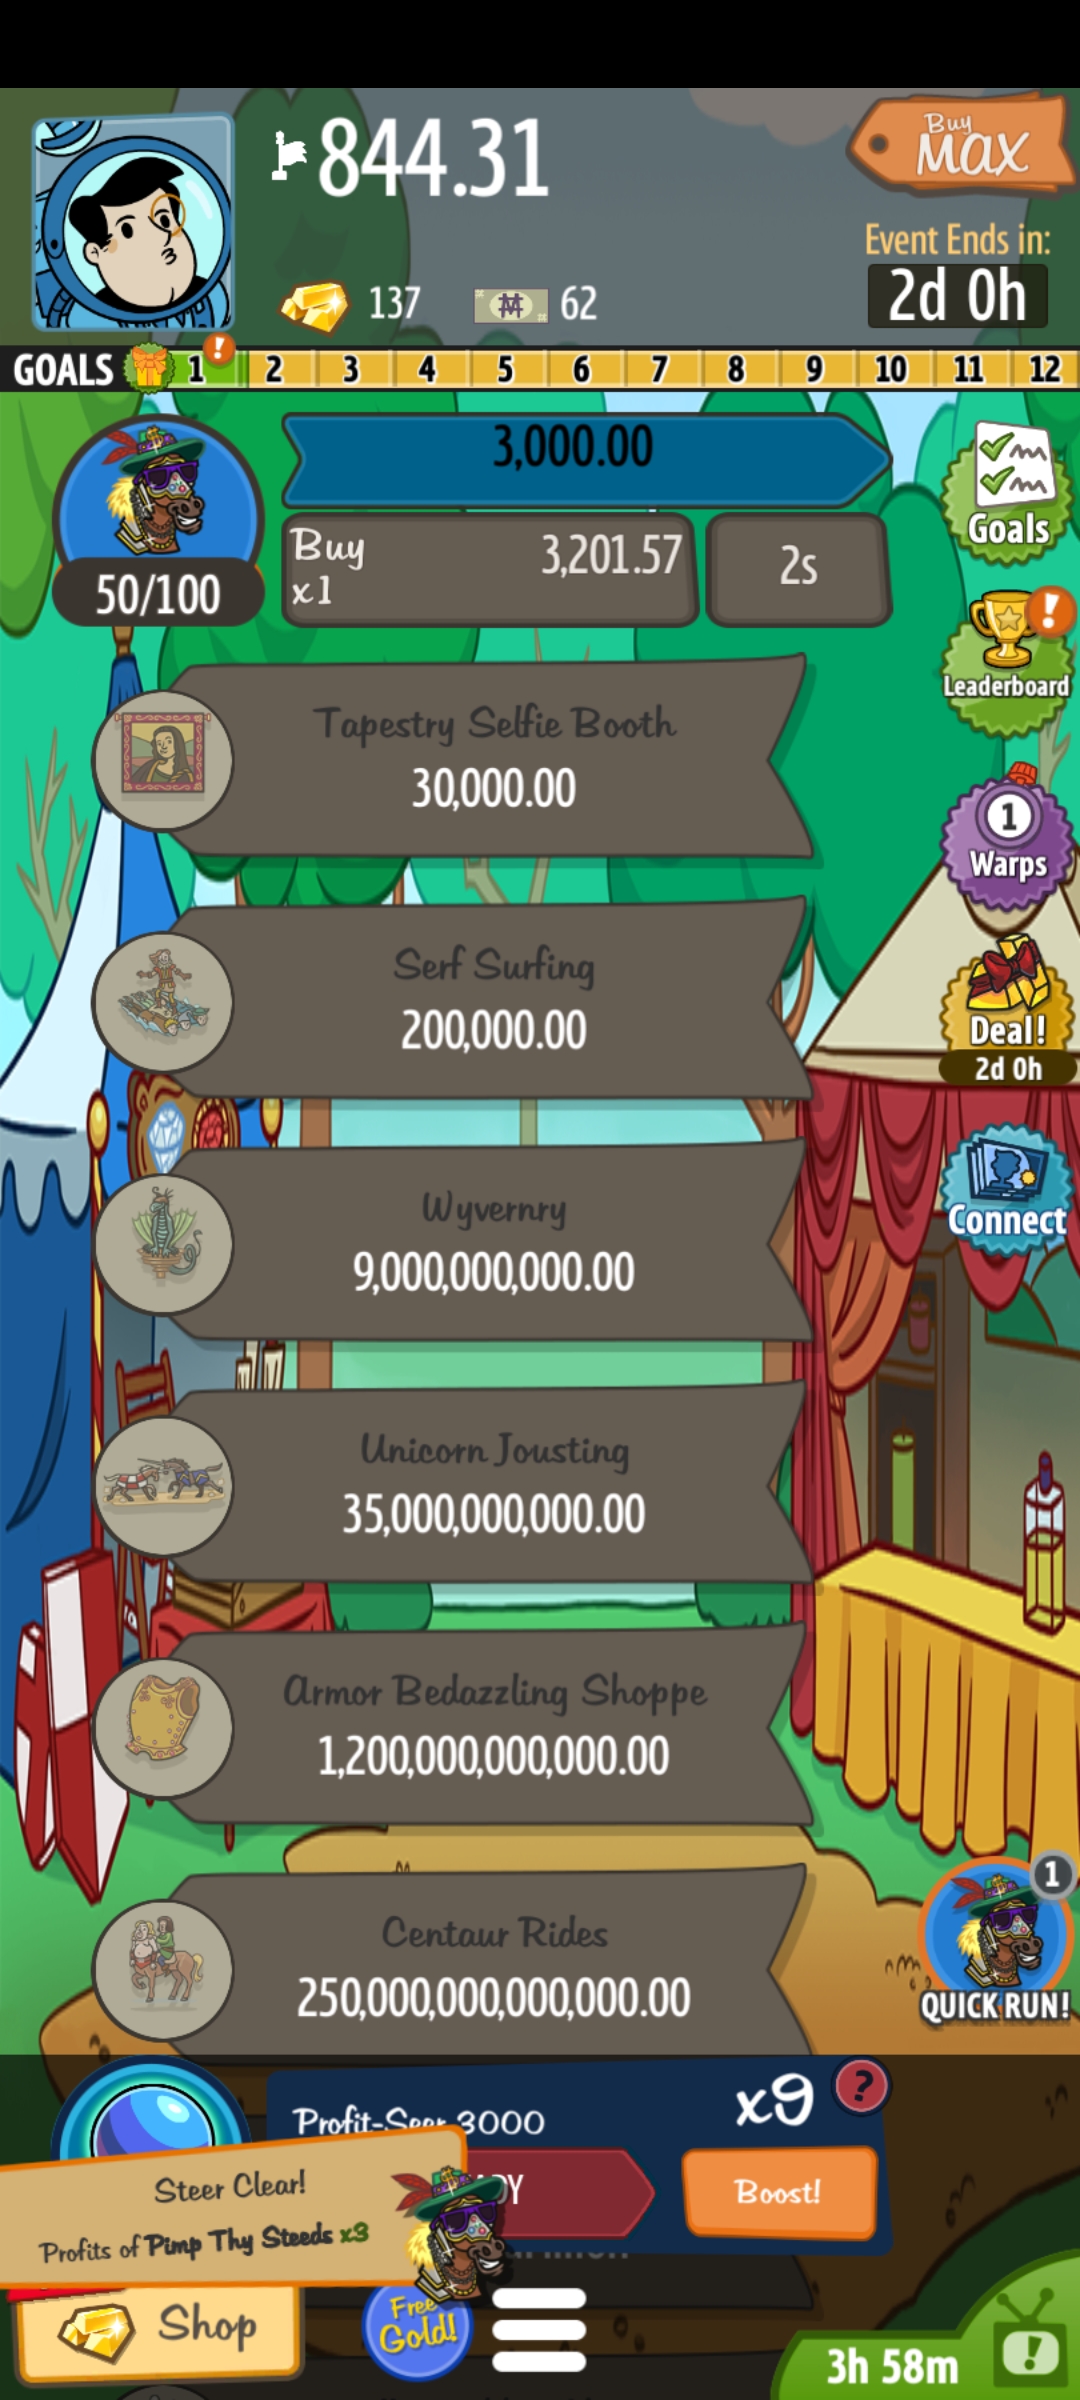 844.31
Buy
MAX
Event Ends in:
137
62
2d 0h
GOALS 1 ! 2 3 4 5 6 7 8 9 10 11 12
3,000.00
Buy
x1
3,201.57
2s
50/100
Goals
!
Leaderboard
Tapestry Selfie Booth
30,000.00
1
Warps
Serf Surfing
200,000.00
Deal!
2d 0h
Wyvernry
9,000,000,000.00
Connect
Unicorn Jousting
35,000,000,000.00
Armor Bedazzling Shoppe
1,200,000,000,000.00
1
Centaur Rides
250,000,000,000,000.00
QUICK RUN!
Profit-Seer 3000
x9
?
Boost!
Steer Clear!
Profits of Pimp Thy Steeds x3
Shop
Free
Gold!
3h 58m
!